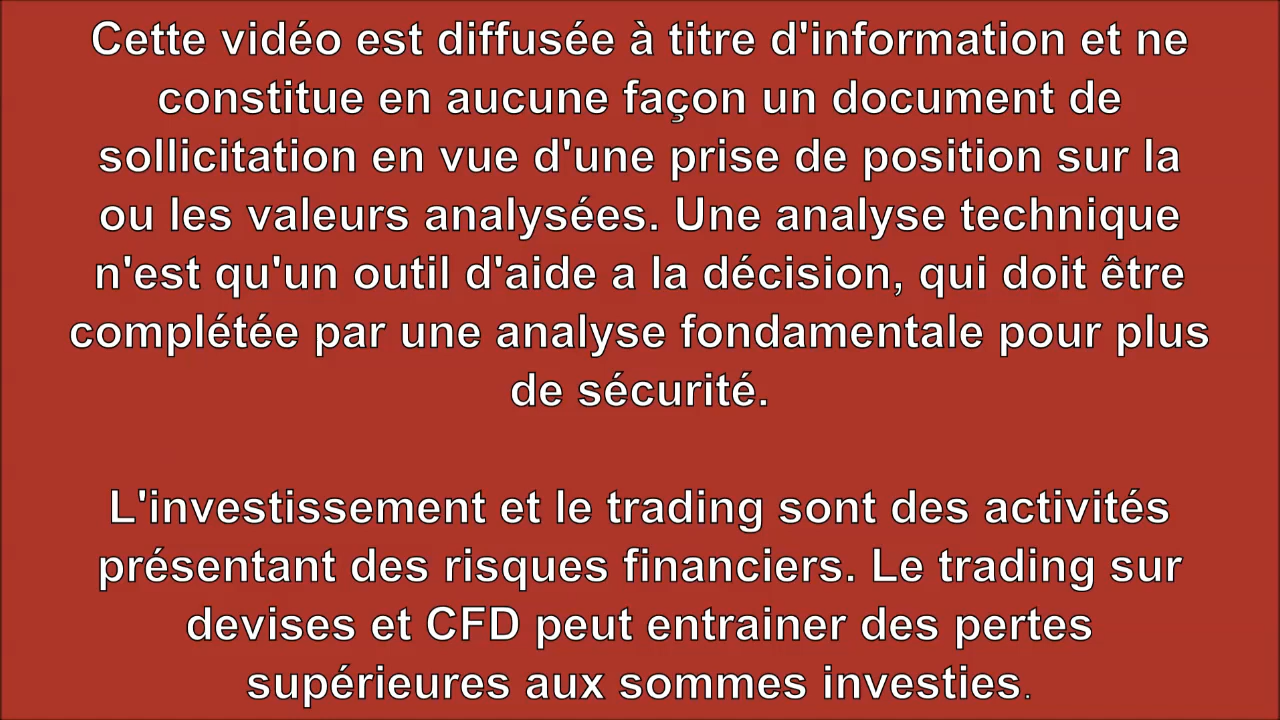 Cette vidéo est diffusée à titre d'information et ne
constitue en aucune façon un document de
sollicitation en vue d'une prise de position sur la
ou les valeurs analysées. Une analyse technique
n'est qu'un outil d'aide a la décision, qui doit être
complétée par une analyse fondamentale pour plus
de sécurité.
L'investissement et le trading sont des activités
présentant des risques financiers. Le trading sur
devises et CFD peut entrainer des pertes
supérieures aux sommes investies.